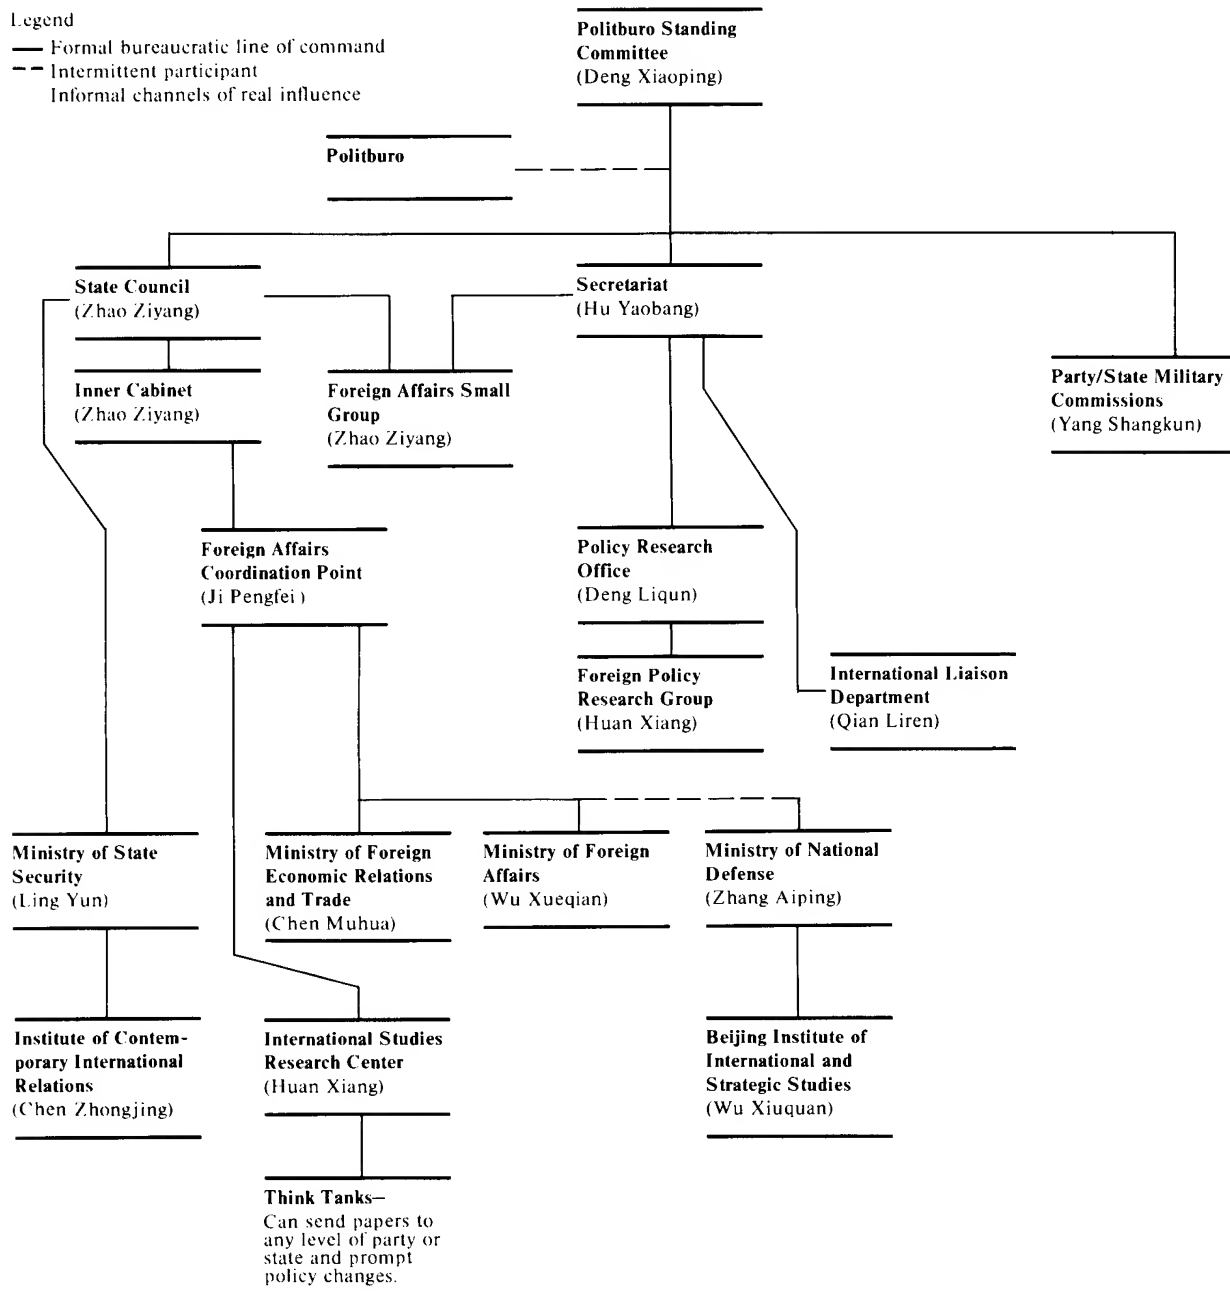 Legend
Formal bureaucratic line of command
Intermittent participant
Informal channels of real influence
Politburo Standing
Committee
(Deng Xiaoping)
Politburo
State Council
(Zhao Ziyang)
Secretariat
(Hu Yaobang)
Inner Cabinet
(Zhao Ziyang)
Foreign Affairs Small
Group
(Zhao Ziyang)
Party/State Military
Commissions
(Yang Shangkun)
Foreign Affairs
Coordination Point
(Ji Pengfei)
Policy Research
Office
(Deng Liqun)
Foreign Policy
Research Group
(Huan Xiang)
International Liaison
Department
(Qian Liren)
Ministry of State
Security
(Ling Yun)
Ministry of Foreign
Economic Relations
and Trade
(Chen Muhua)
Ministry of Foreign
Affairs
(Wu Xueqian)
Ministry of National
Defense
(Zhang Aiping)
Institute of Contem-
porary International
Relations
(Chen Zhongjing)
International Studies
Research Center
(Huan Xiang)
Beijing Institute of
International and
Strategic Studies
(Wu Xiuquan)
Think Tanks—
Can send papers to
any level of party or
state and prompt
policy changes.